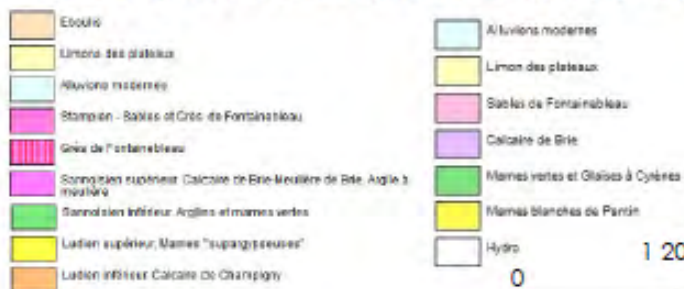 Eboulis
Limons des plateaux
Alluvions modernes
Stampien - Sables et Grès de Fontainebleau
Grès de Fontainebleau
Sannoisien supérieur. Calcaire de Brie-Meulière de Brie. Argile à
meulière
Sannoisien inférieur. Argiles et marnes vertes
Ludien supérieur. Marnes "supargypseuses"
Ludien inférieur. Calcaire de Champigny
Alluvions modernes
Limon des plateaux
Sables de Fontainebleau
Calcaire de Brie
Marnes vertes et Glaises à Cyrènes
Marnes blanches de Pantin
Hydro
1 20
0